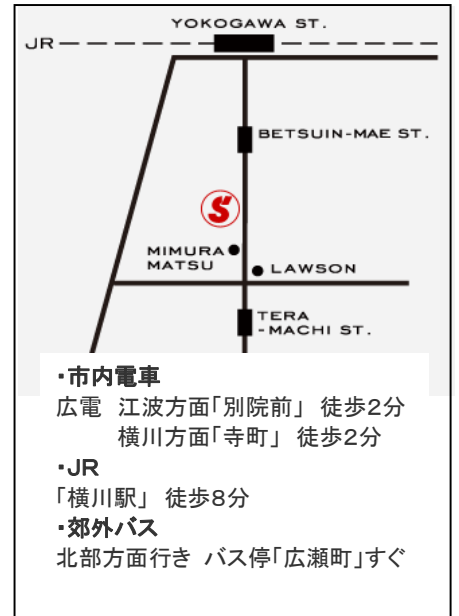 YOKOGAWA ST.
JR
BETSUIN-MAE ST.
S
MIMURA
MATSU
LAWSON
TERA
-MACHI ST.
・市内電車
広電 江波方面「別院前」 徒歩2分
横川方面「寺町」 徒歩2分
・JR
「横川駅」 徒歩8分
・郊外バス
北部方面行き バス停「広瀬町」すぐ